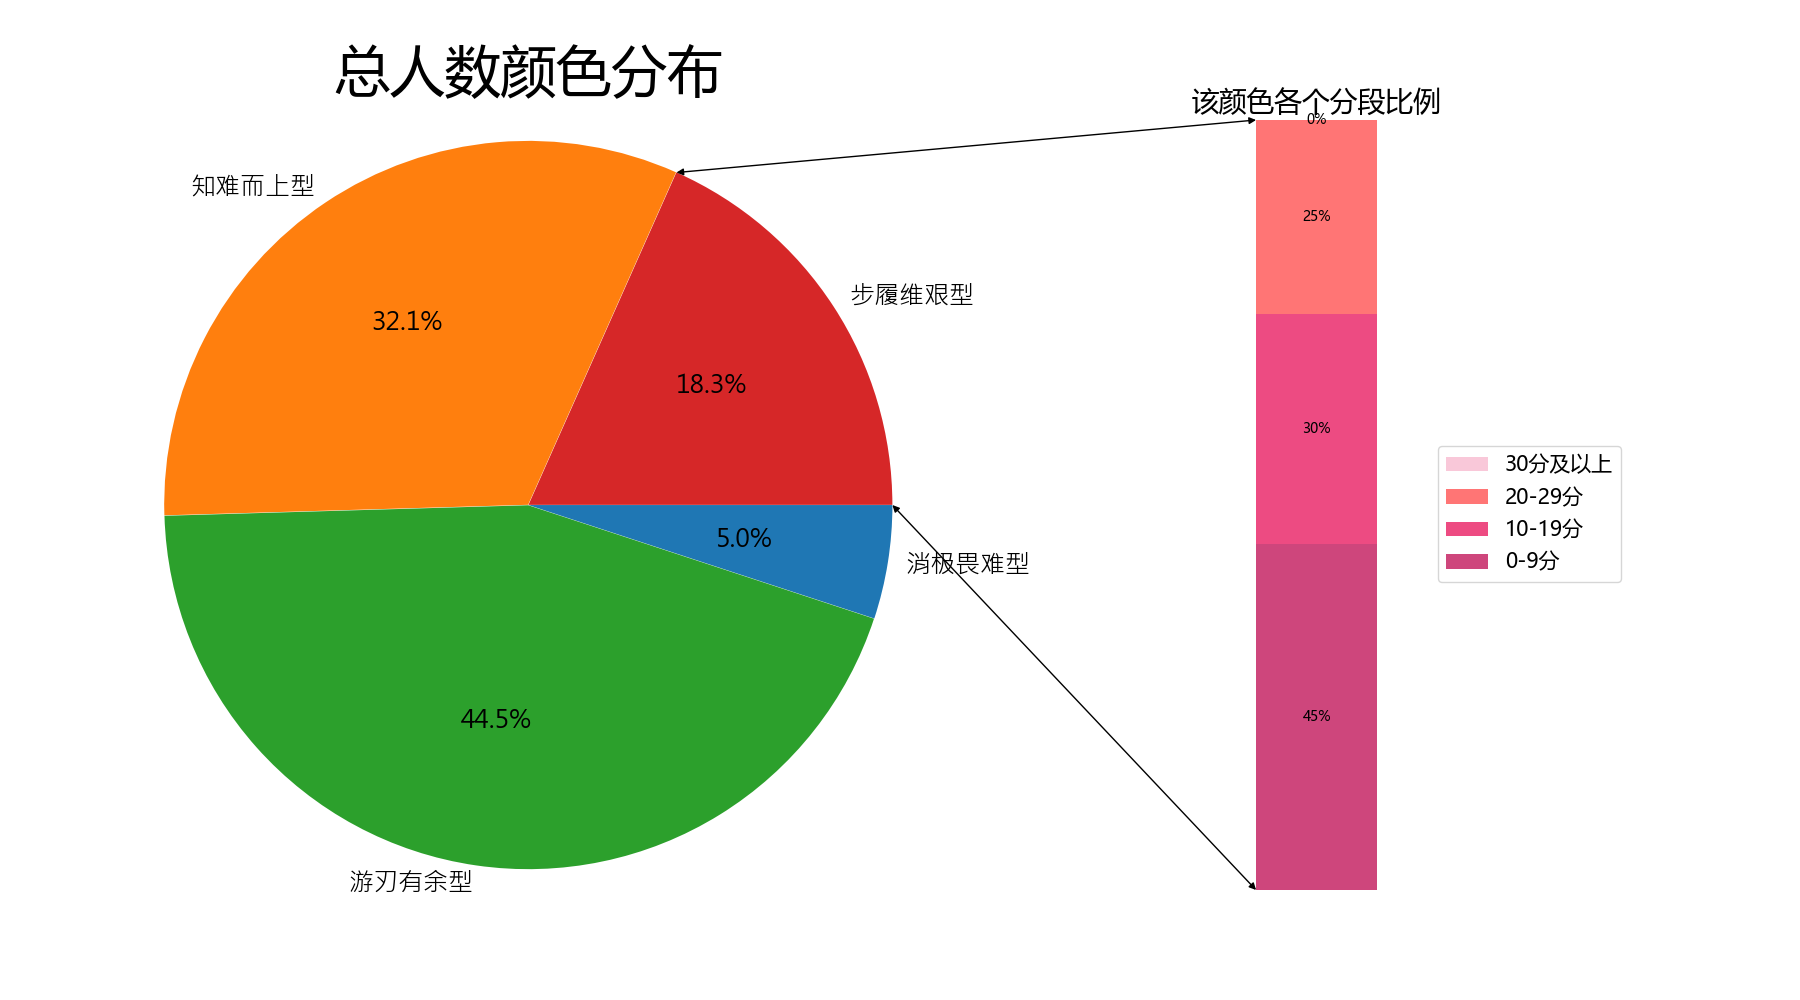 总人数颜色分布
知难而上型
32.1%
步履维艰型
18.3%
5.0%
消极畏难型
44.5%
游刃有余型
该颜色各个分段比例
0%
25%
30%
45%
30分及以上
20-29分
10-19分
0-9分